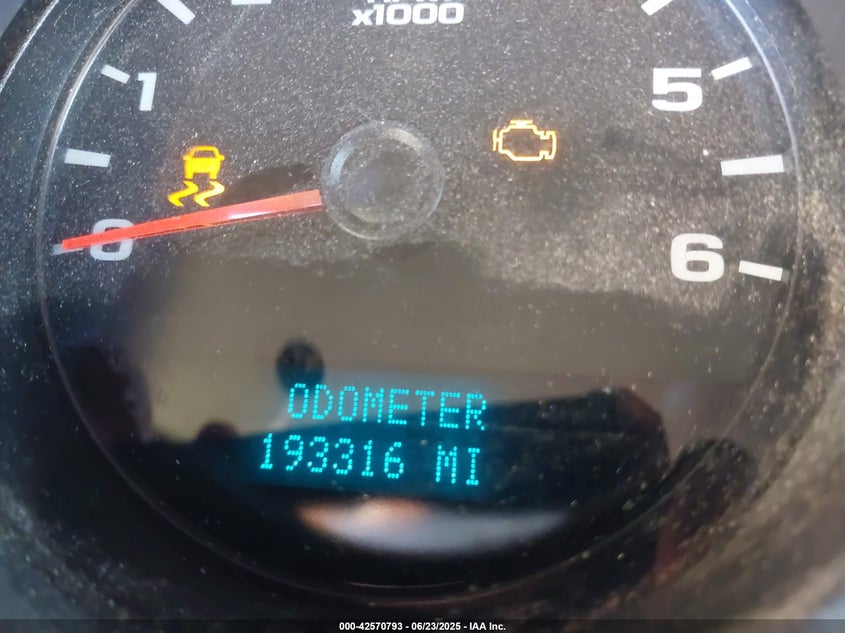 x1000
1
5
0
6
ODOMETER
193316 MI
000-42570793 - 06/23/2025 - IAA Inc.